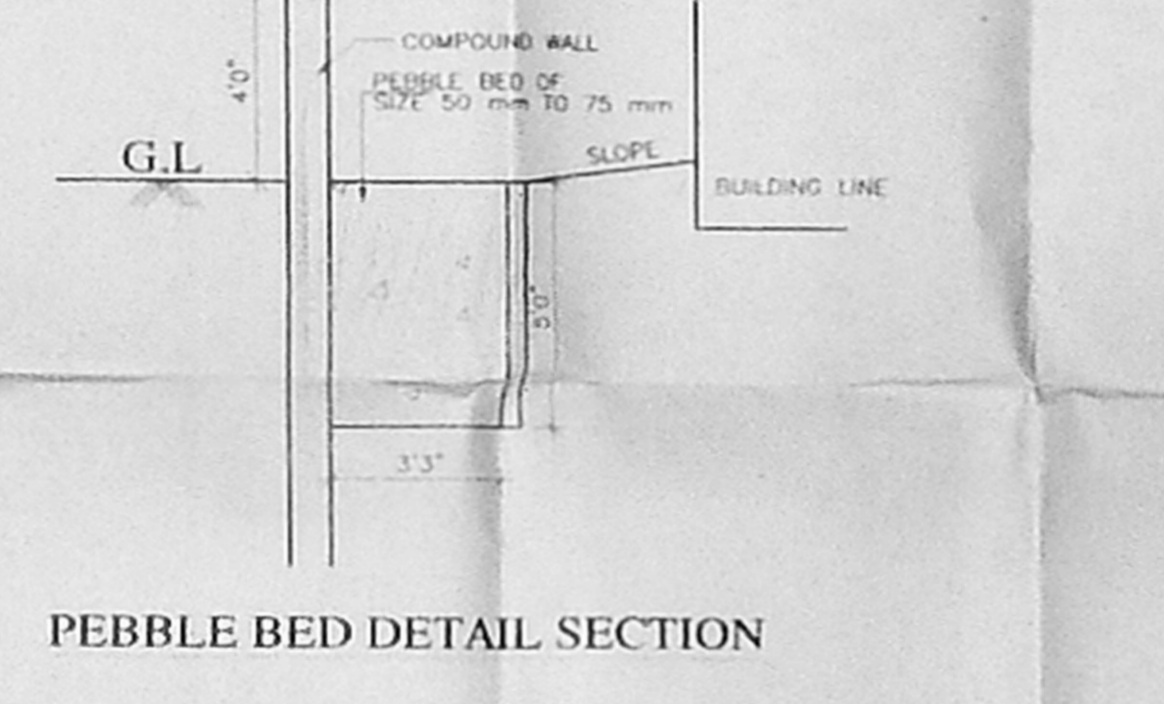 COMPOUND WALL
4'0"
PEBBLE BED OF
SIZE 50 mm TO 75 mm
G.L
SLOPE
BUILDING LINE
5'0"
3'3"
PEBBLE BED DETAIL SECTION